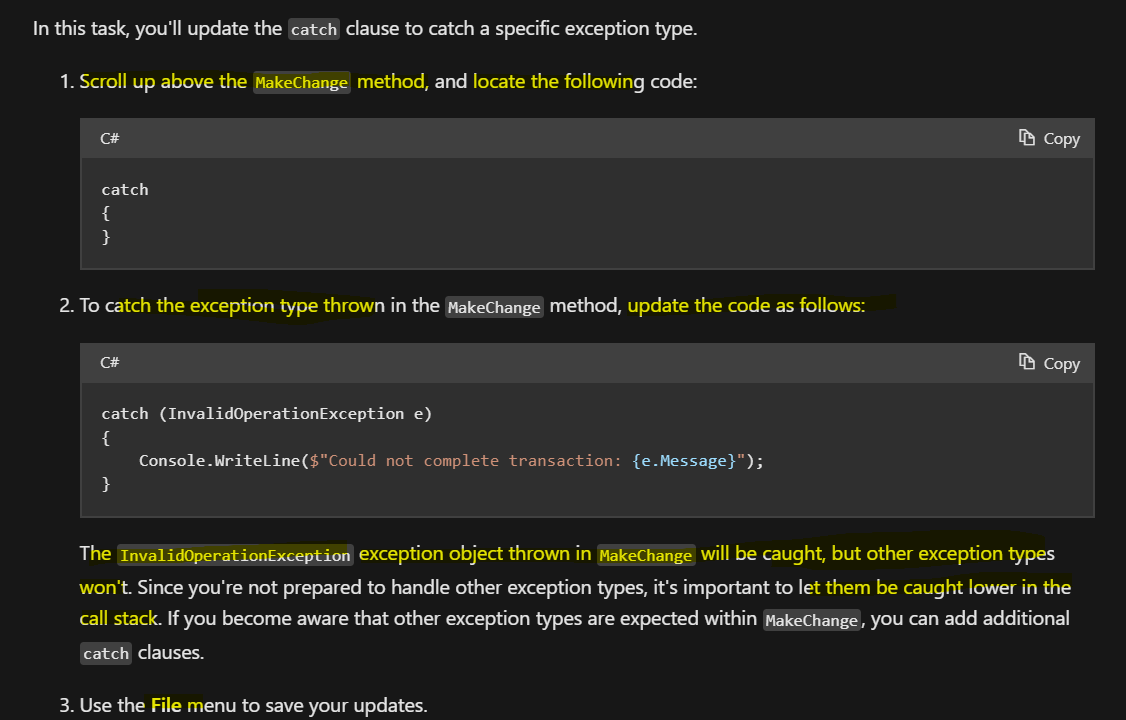 In this task, you'll update the catch clause to catch a specific exception type.
1. Scroll up above the MakeChange method, and locate the following code:
C#
Copy
catch
{
}
2. To catch the exception type thrown in the MakeChange method, update the code as follows:
C#
Copy
catch (InvalidOperationException e)
{
    Console.WriteLine($"Could not complete transaction: {e.Message}");
}
The InvalidOperationException exception object thrown in MakeChange will be caught, but other exception types
won't. Since you're not prepared to handle other exception types, it's important to let them be caught lower in the
call stack. If you become aware that other exception types are expected within MakeChange, you can add additional
catch clauses.
3. Use the File menu to save your updates.